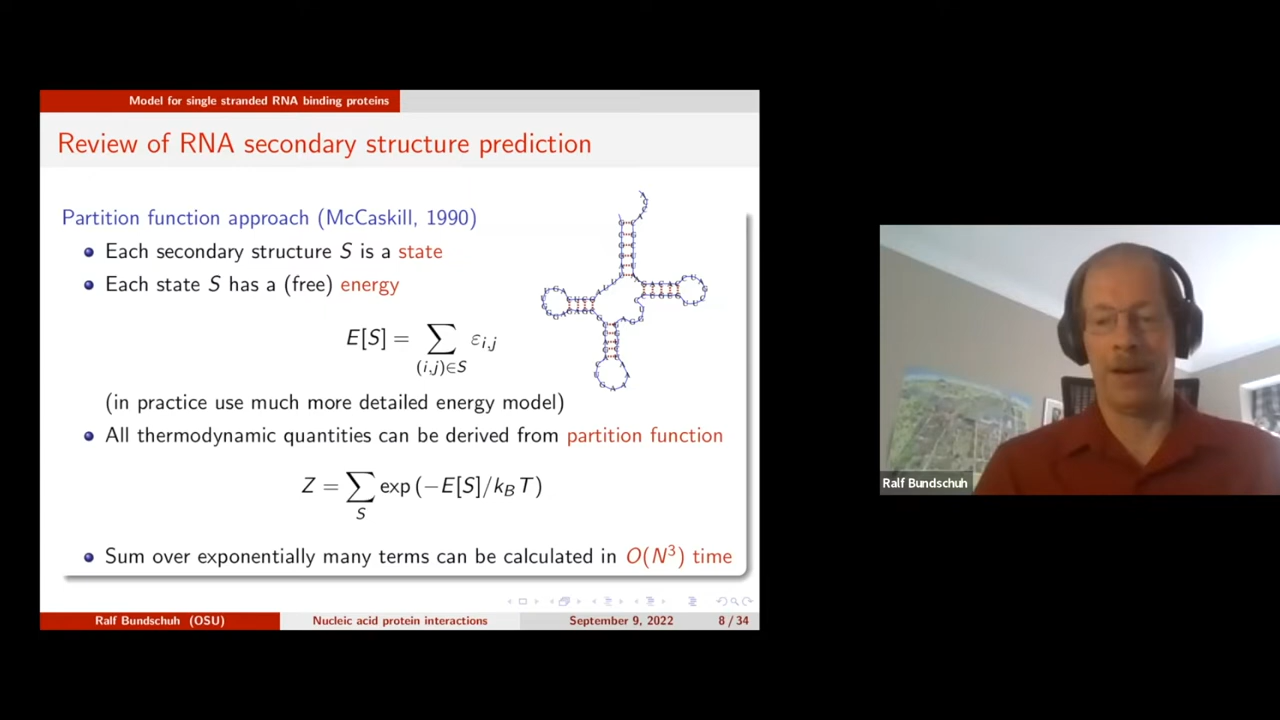 Model for single stranded RNA binding proteins
Review of RNA secondary structure prediction
Partition function approach (McCaskill, 1990)
Each secondary structure S is a state
Each state S has a (free) energy
E[S] = ∑ εi,j
(i,j)∈S
(in practice use much more detailed energy model)
All thermodynamic quantities can be derived from partition function
Z = ∑ exp (−E[S]/kB T)
S
Sum over exponentially many terms can be calculated in O(N³) time
Ralf Bundschuh (OSU)
Nucleic acid protein interactions
September 9, 2022
8 / 34
Ralf Bundschuh